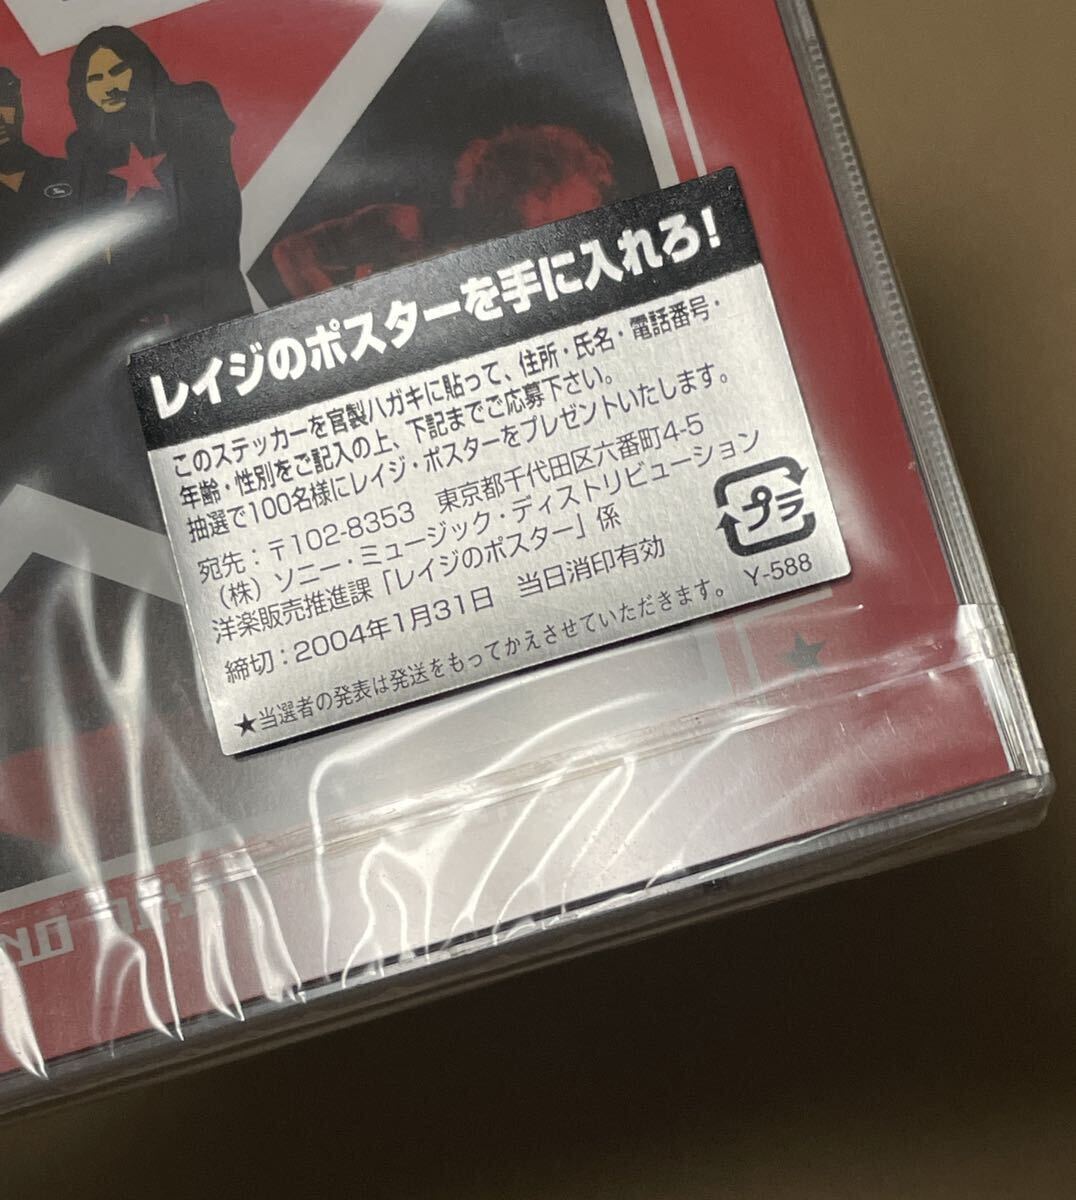 レイジのポスターを手に入れろ!
このステッカーを官製ハガキに貼って、住所・氏名・電話番号・
年齢・性別をご記入の上、下記までご応募下さい。
抽選で100名様にレイジ・ポスターをプレゼントいたします。
宛先:〒102-8353 東京都千代田区六番町4-5
(株)ソニー・ミュージック・ディストリビューション
洋楽販売推進課「レイジのポスター」係
締切:2004年1月31日 当日消印有効
プラ
Y-588
★当選者の発表は発送をもってかえさせていただきます。